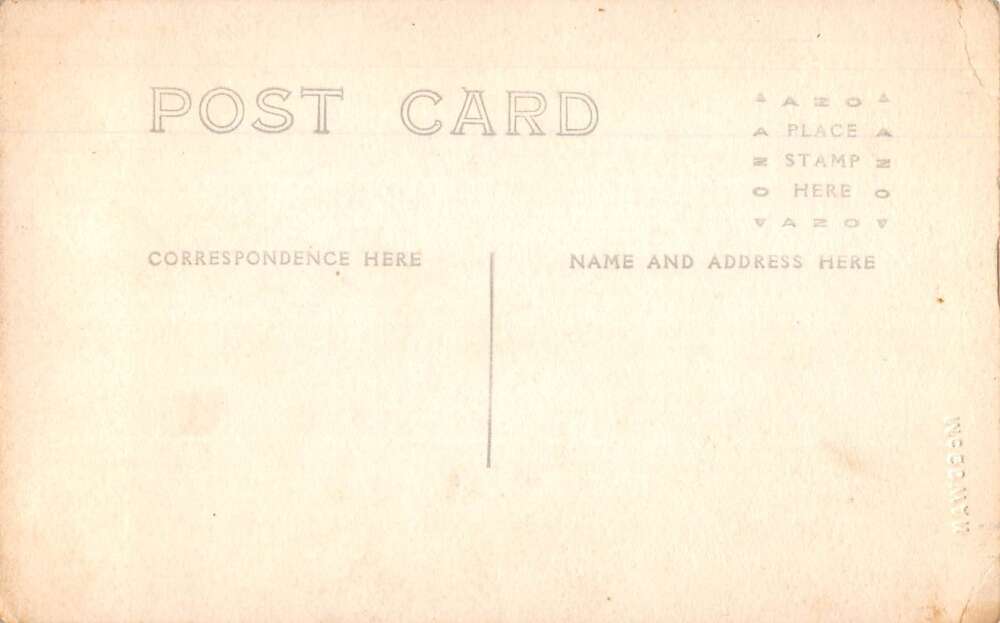 POST CARD
AZO
A PLACE A
N STAMP N
O HERE O
AZO
CORRESPONDENCE HERE
NAME AND ADDRESS HERE